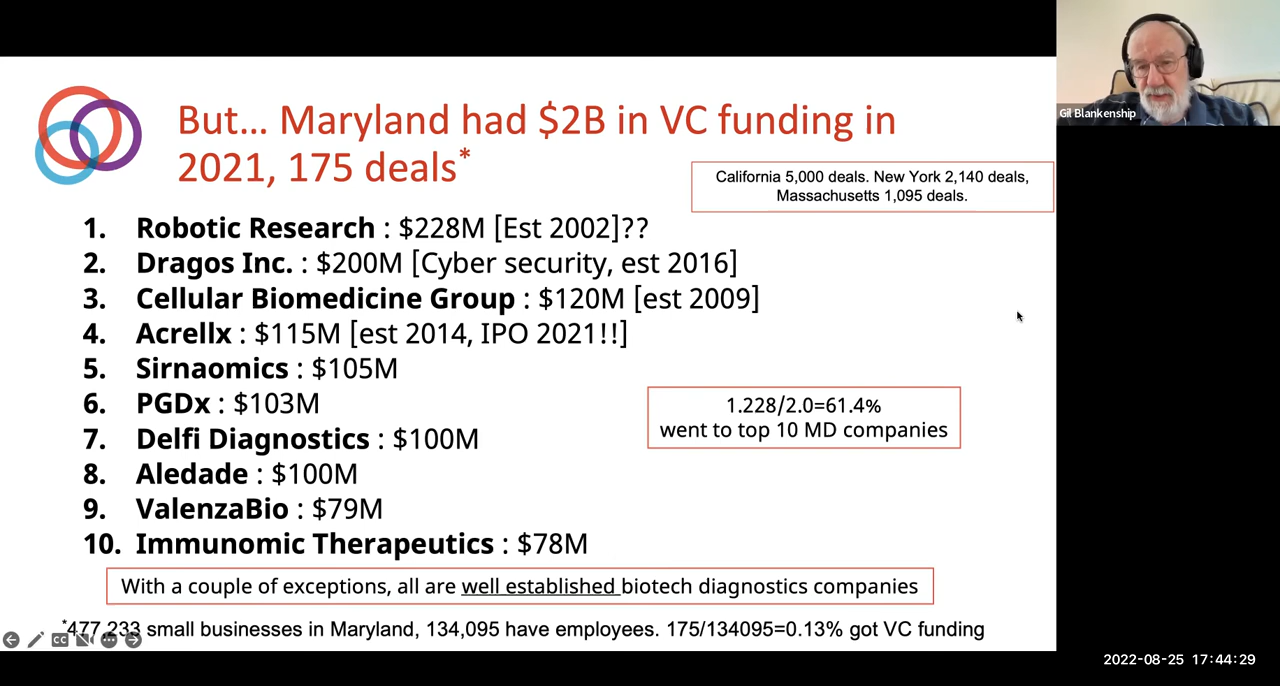 But... Maryland had $2B in VC funding in
2021, 175 deals*
California 5,000 deals. New York 2,140 deals,
Massachusetts 1,095 deals.
1. Robotic Research : $228M [Est 2002]??
2. Dragos Inc. : $200M [Cyber security, est 2016]
3. Cellular Biomedicine Group : $120M [est 2009]
4. Acrellx : $115M [est 2014, IPO 2021!!]
5. Sirnaomics : $105M
6. PGDx : $103M
7. Delfi Diagnostics : $100M
8. Aledade : $100M
9. ValenzaBio : $79M
10. Immunomic Therapeutics : $78M
1.228/2.0=61.4%
went to top 10 MD companies
With a couple of exceptions, all are well established biotech diagnostics companies
*477,233 small businesses in Maryland, 134,095 have employees. 175/134095=0.13% got VC funding
CC
Gil Blankenship
2022-08-25 17:44:29